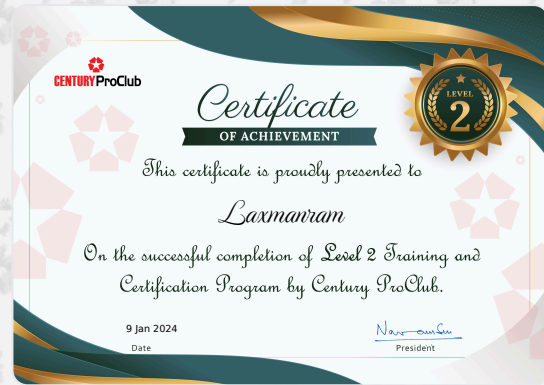 CENTURY ProClub
Certificate
LEVEL
2
OF ACHIEVEMENT
This certificate is proudly presented to
Laxmanram
On the successful completion of Level 2 Training and
Certification Program by Century ProClub.
9 Jan 2024
Date
President